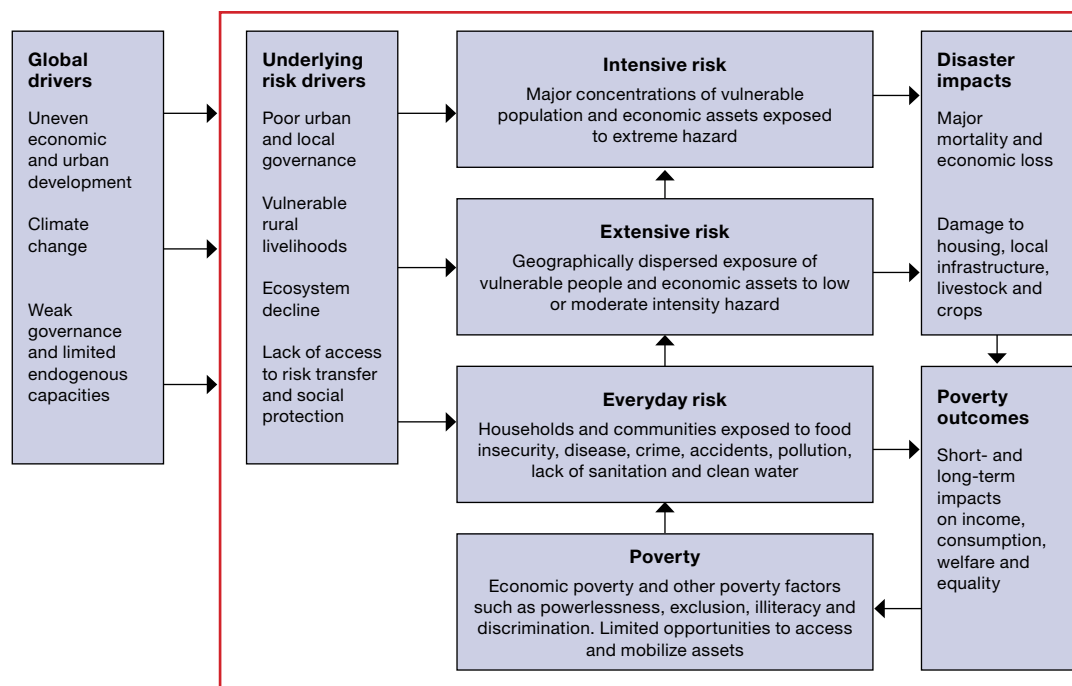 Global
drivers
Uneven
economic
and urban
development
Climate
change
Weak
governance
and limited
endogenous
capacities
Underlying
risk drivers
Poor urban
and local
governance
Vulnerable
rural
livelihoods
Ecosystem
decline
Lack of access
to risk transfer
and social
protection
Intensive risk
Major concentrations of vulnerable
population and economic assets exposed
to extreme hazard
Extensive risk
Geographically dispersed exposure of
vulnerable people and economic assets to low
or moderate intensity hazard
Everyday risk
Households and communities exposed to food
insecurity, disease, crime, accidents, pollution,
lack of sanitation and clean water
Poverty
Economic poverty and other poverty factors
such as powerlessness, exclusion, illiteracy and
discrimination. Limited opportunities to access
and mobilize assets
Disaster
impacts
Major
mortality and
economic loss
Damage to
housing, local
infrastructure,
livestock and
crops
Poverty
outcomes
Short- and
long-term
impacts
on income,
consumption,
welfare and
equality